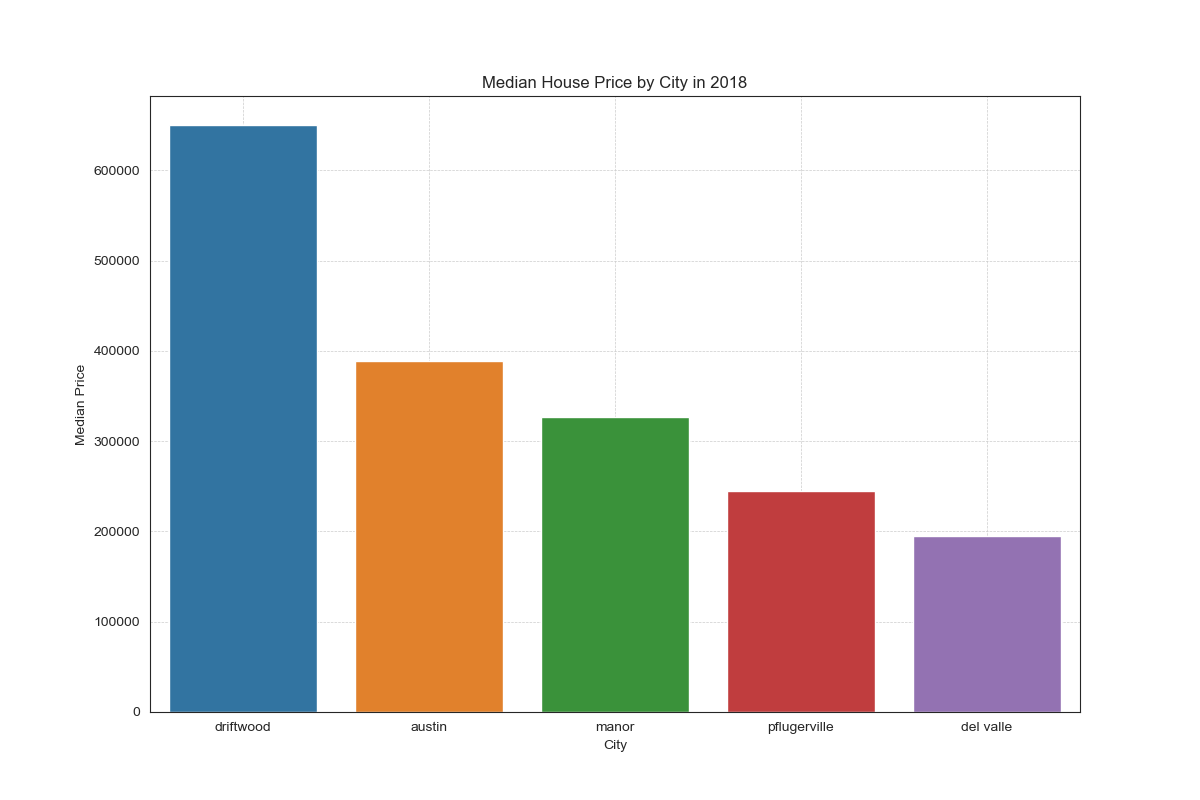 Median House Price by City in 2018
Median Price
600000
500000
400000
300000
200000
100000
0
driftwood austin manor pflugerville del valle
City